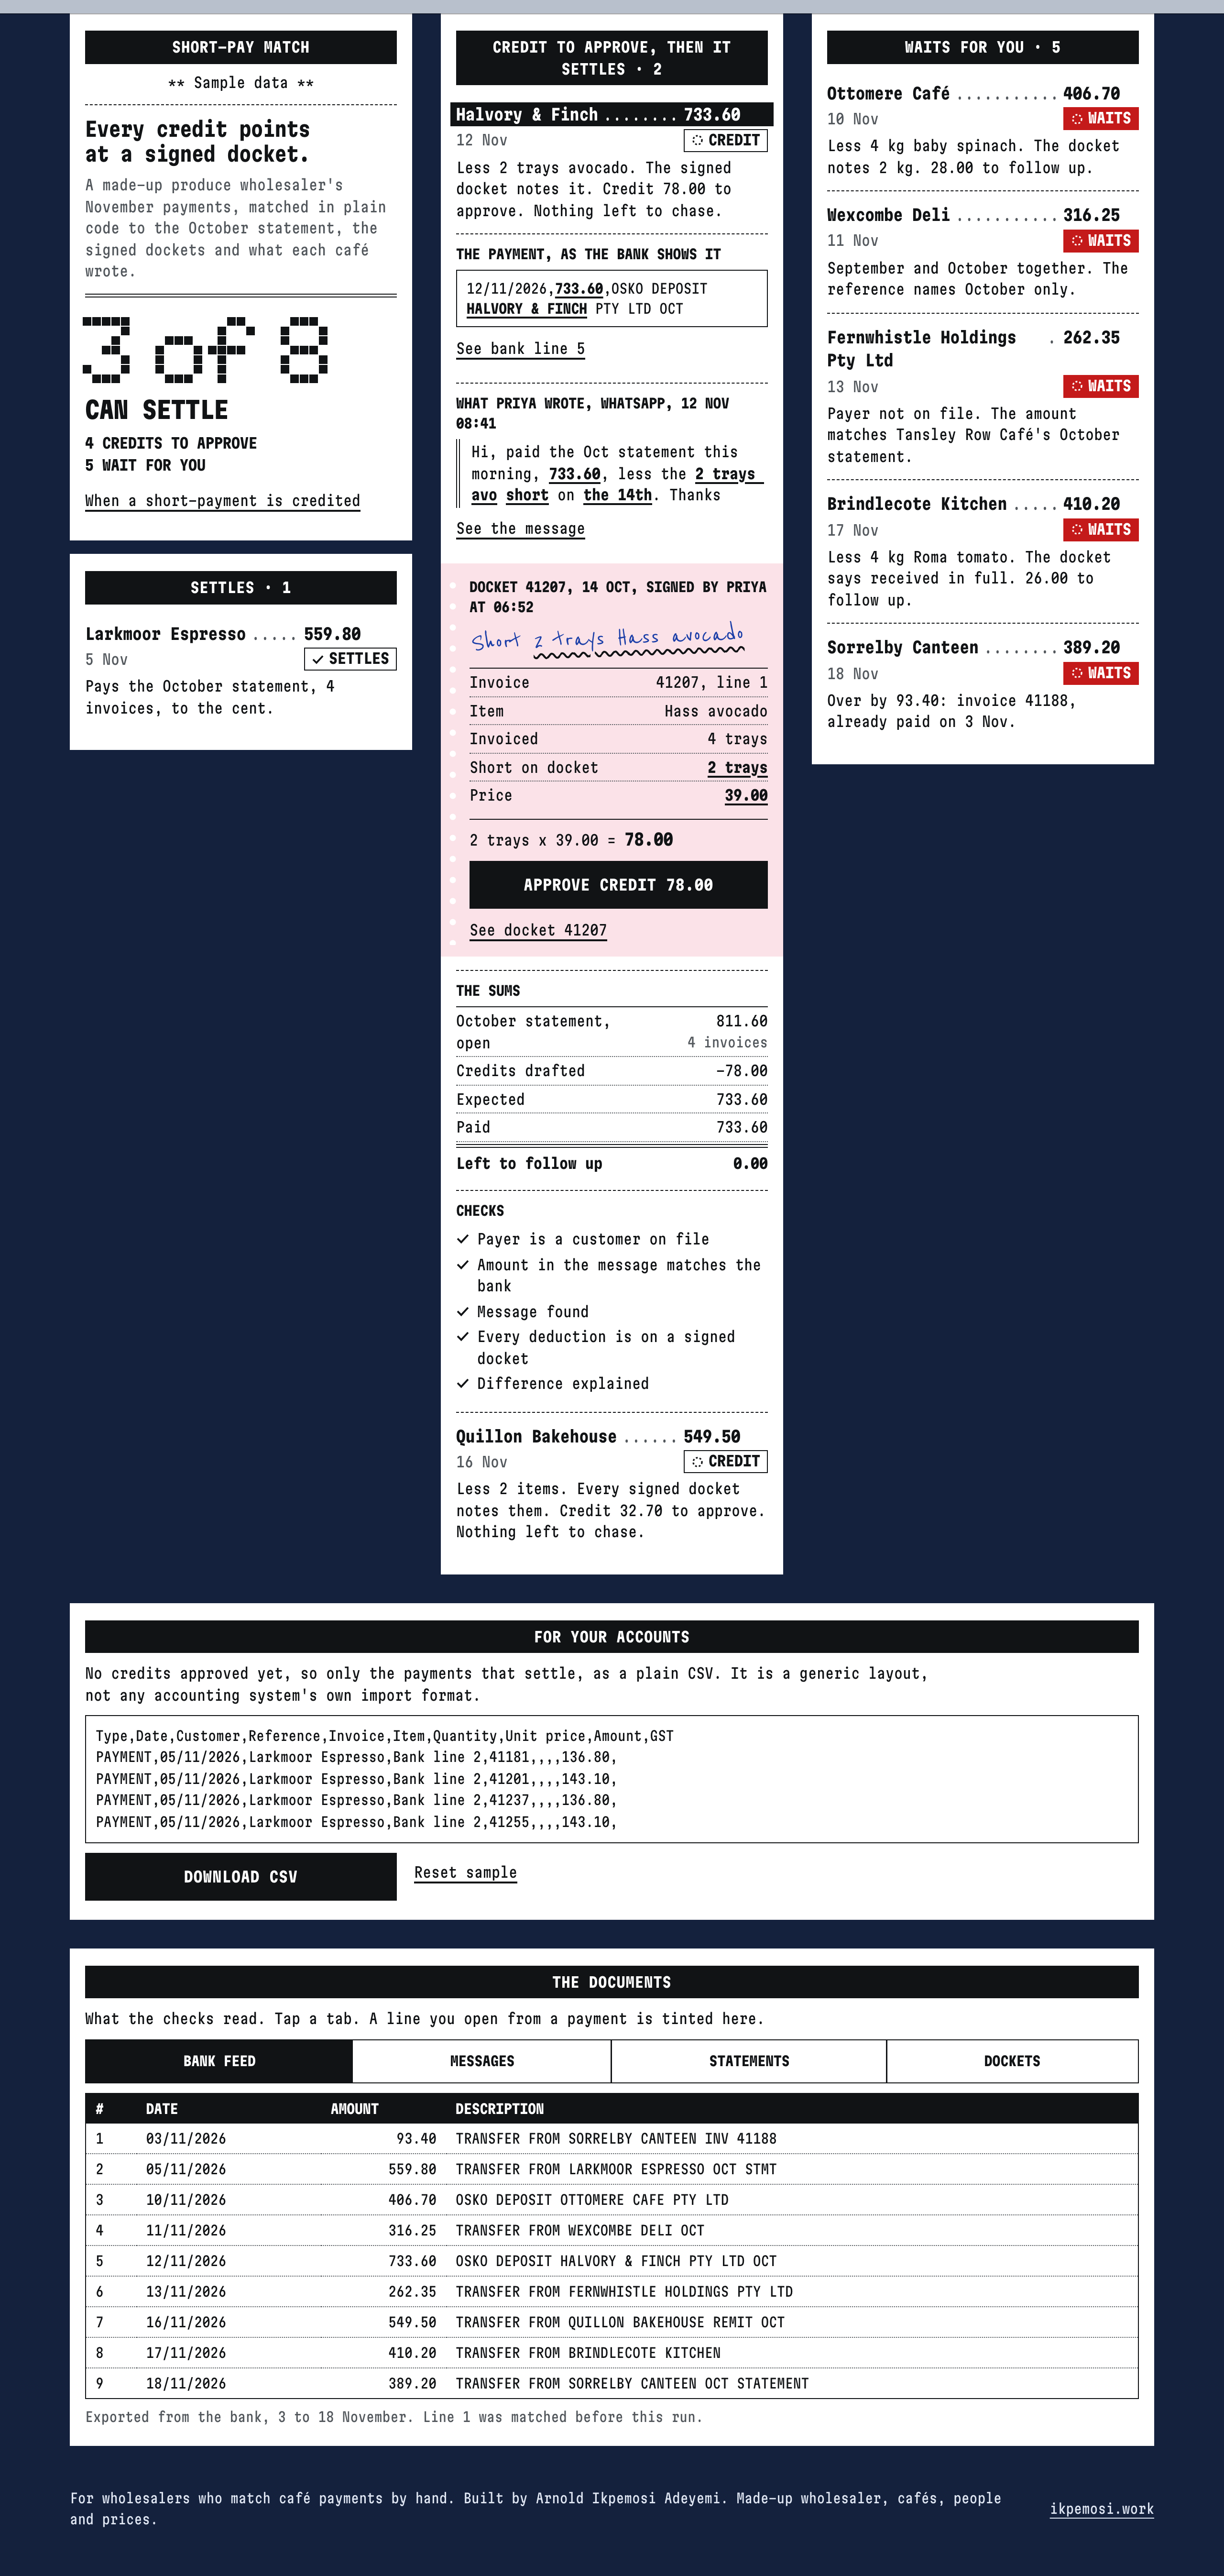 SHORT-PAY MATCH
** Sample data **
Every credit points
at a signed docket.
A made-up produce wholesaler's
November payments, matched in plain
code to the October statement, the
signed dockets and what each café
wrote.
3 of 8
CAN SETTLE
4 CREDITS TO APPROVE
5 WAIT FOR YOU
When a short-payment is credited
SETTLES · 1
Larkmoor Espresso ..... 559.80
5 Nov ✓ SETTLES
Pays the October statement, 4
invoices, to the cent.
CREDIT TO APPROVE, THEN IT
SETTLES · 2
Halvory & Finch ........ 733.60
12 Nov CREDIT
Less 2 trays avocado. The signed
docket notes it. Credit 78.00 to
approve. Nothing left to chase.
THE PAYMENT, AS THE BANK SHOWS IT
12/11/2026,733.60,OSKO DEPOSIT
HALVORY & FINCH PTY LTD OCT
See bank line 5
WHAT PRIYA WROTE, WHATSAPP, 12 NOV
08:41
Hi, paid the Oct statement this
morning, 733.60, less the 2 trays
avo short on the 14th. Thanks
See the message
DOCKET 41207, 14 OCT, SIGNED BY PRIYA
AT 06:52
Short 2 trays Hass avocado
Invoice 41207, line 1
Item Hass avocado
Invoiced 4 trays
Short on docket 2 trays
Price 39.00
2 trays x 39.00 = 78.00
APPROVE CREDIT 78.00
See docket 41207
THE SUMS
October statement, 811.60
open 4 invoices
Credits drafted -78.00
Expected 733.60
Paid 733.60
Left to follow up 0.00
CHECKS
✓ Payer is a customer on file
✓ Amount in the message matches the
bank
✓ Message found
✓ Every deduction is on a signed
docket
✓ Difference explained
Quillon Bakehouse ...... 549.50
16 Nov CREDIT
Less 2 items. Every signed docket
notes them. Credit 32.70 to approve.
Nothing left to chase.
WAITS FOR YOU · 5
Ottomere Café ........... 406.70
10 Nov WAITS
Less 4 kg baby spinach. The docket
notes 2 kg. 28.00 to follow up.
Wexcombe Deli ........... 316.25
11 Nov WAITS
September and October together. The
reference names October only.
Fernwhistle Holdings . 262.35
Pty Ltd
13 Nov WAITS
Payer not on file. The amount
matches Tansley Row Café's October
statement.
Brindlecote Kitchen ..... 410.20
17 Nov WAITS
Less 4 kg Roma tomato. The docket
says received in full. 26.00 to
follow up.
Sorrelby Canteen ........ 389.20
18 Nov WAITS
Over by 93.40: invoice 41188,
already paid on 3 Nov.
FOR YOUR ACCOUNTS
No credits approved yet, so only the payments that settle, as a plain CSV. It is a generic layout,
not any accounting system's own import format.
Type,Date,Customer,Reference,Invoice,Item,Quantity,Unit price,Amount,GST
PAYMENT,05/11/2026,Larkmoor Espresso,Bank line 2,41181,,,,136.80,
PAYMENT,05/11/2026,Larkmoor Espresso,Bank line 2,41201,,,,143.10,
PAYMENT,05/11/2026,Larkmoor Espresso,Bank line 2,41237,,,,136.80,
PAYMENT,05/11/2026,Larkmoor Espresso,Bank line 2,41255,,,,143.10,
DOWNLOAD CSV Reset sample
THE DOCUMENTS
What the checks read. Tap a tab. A line you open from a payment is tinted here.
BANK FEED MESSAGES STATEMENTS DOCKETS
# DATE AMOUNT DESCRIPTION
1 03/11/2026 93.40 TRANSFER FROM SORRELBY CANTEEN INV 41188
2 05/11/2026 559.80 TRANSFER FROM LARKMOOR ESPRESSO OCT STMT
3 10/11/2026 406.70 OSKO DEPOSIT OTTOMERE CAFE PTY LTD
4 11/11/2026 316.25 TRANSFER FROM WEXCOMBE DELI OCT
5 12/11/2026 733.60 OSKO DEPOSIT HALVORY & FINCH PTY LTD OCT
6 13/11/2026 262.35 TRANSFER FROM FERNWHISTLE HOLDINGS PTY LTD
7 16/11/2026 549.50 TRANSFER FROM QUILLON BAKEHOUSE REMIT OCT
8 17/11/2026 410.20 TRANSFER FROM BRINDLECOTE KITCHEN
9 18/11/2026 389.20 TRANSFER FROM SORRELBY CANTEEN OCT STATEMENT
Exported from the bank, 3 to 18 November. Line 1 was matched before this run.
For wholesalers who match café payments by hand. Built by Arnold Ikpemosi Adeyemi. Made-up wholesaler, cafés, people
and prices.
ikpemosi.work